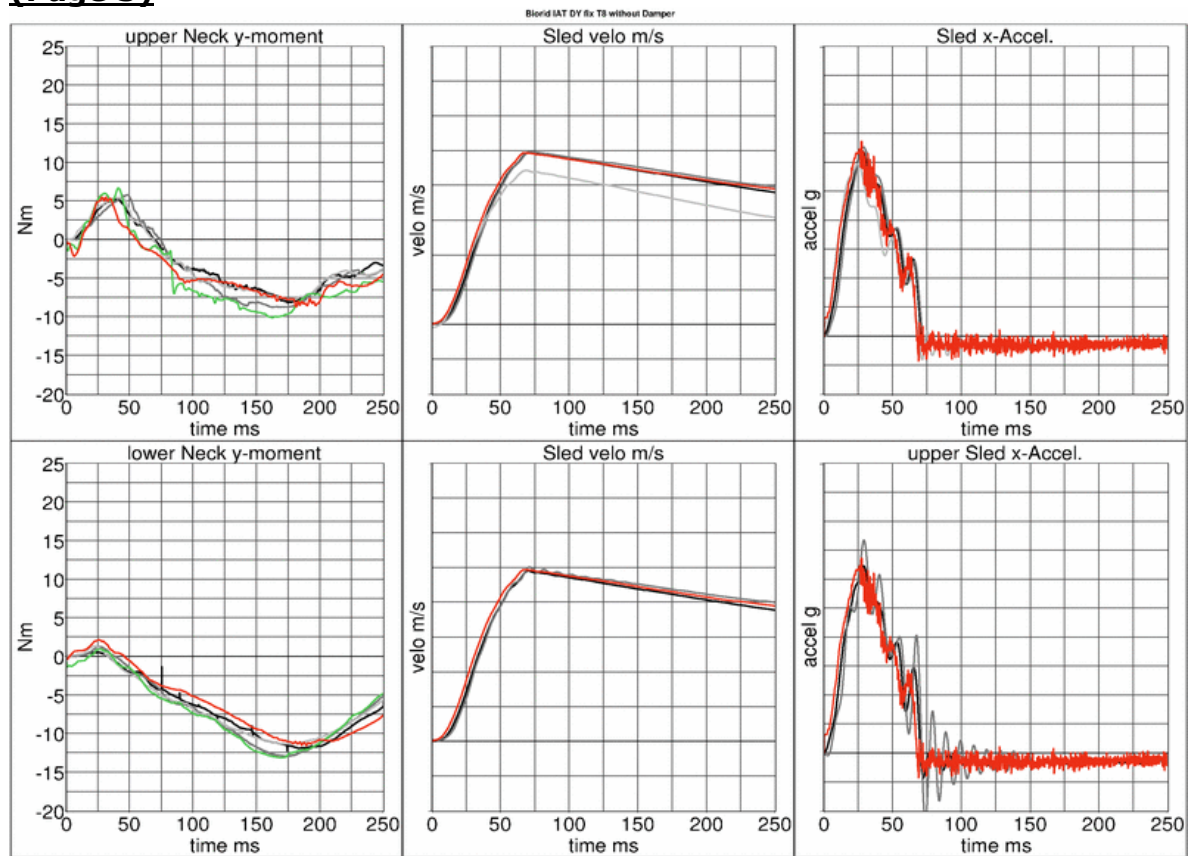 Biorid IAT DY fix T8 without Damper
upper Neck y-moment
25
20
15
10
5
0
-5
-10
-15
-20
Nm
0 50 100 150 200 250
time ms
Sled velo m/s
velo m/s
0 50 100 150 200 250
time ms
Sled x-Accel.
accel g
0 50 100 150 200 250
time ms
lower Neck y-moment
25
20
15
10
5
0
-5
-10
-15
-20
Nm
0 50 100 150 200 250
time ms
Sled velo m/s
velo m/s
0 50 100 150 200 250
time ms
upper Sled x-Accel.
accel g
0 50 100 150 200 250
time ms